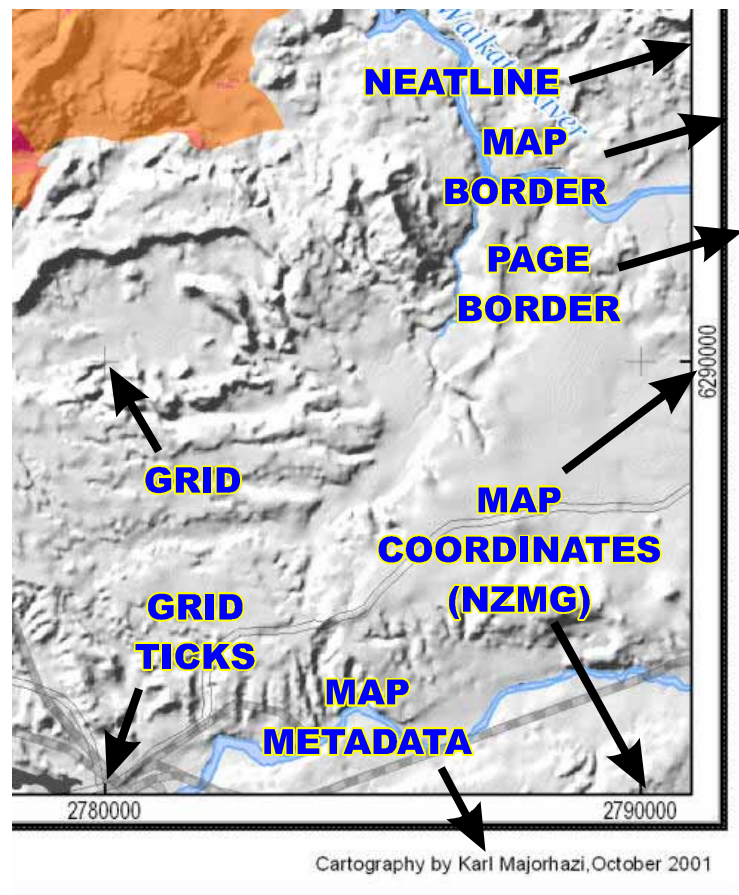 Waikato River
NEATLINE
MAP
BORDER
PAGE
BORDER
6290000
GRID
MAP
COORDINATES
(NZMG)
GRID
TICKS
MAP
METADATA
2780000
2790000
Cartography by Karl Majorhazi,October 2001